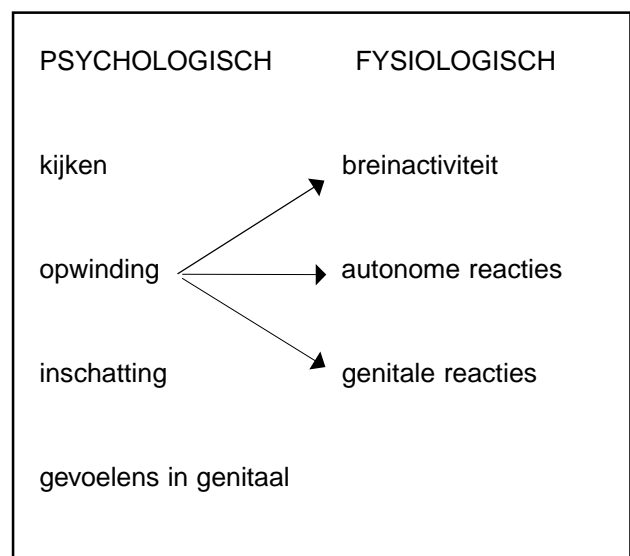 PSYCHOLOGISCH FYSIOLOGISCH
kijken breinactiviteit
opwinding autonome reacties
inschatting genitale reacties
gevoelens in genitaal